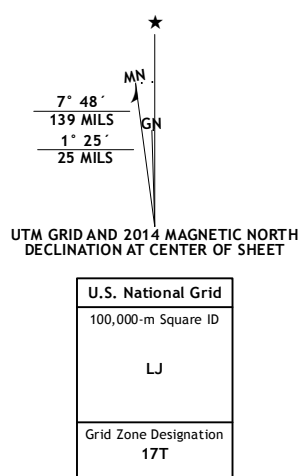 MN
7° 48´
139 MILS
GN
1° 25´
25 MILS
UTM GRID AND 2014 MAGNETIC NORTH
DECLINATION AT CENTER OF SHEET
U.S. National Grid
100,000-m Square ID
LJ
Grid Zone Designation
17T